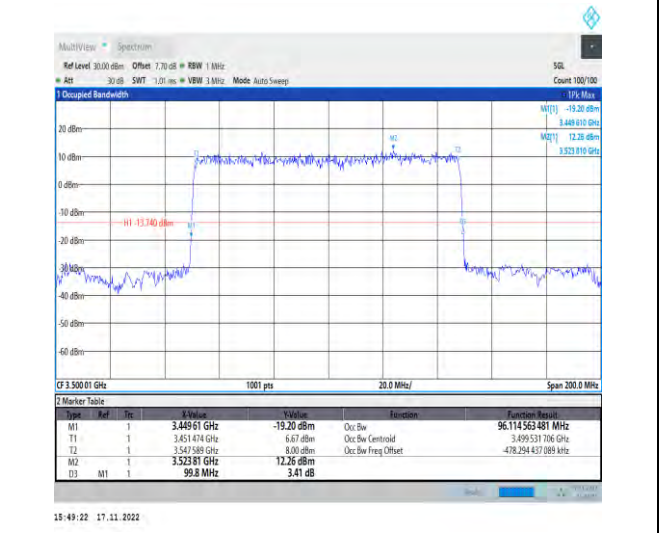 MultiView Spectrum
Ref Level 30.00 dBm Offset 7.70 dB RBW 1 MHz SGL
Att 30 dB SWT 1.01 ms VBW 3 MHz Mode Auto Sweep Count 100/100
1 Occupied Bandwidth 1Pk Max
M1[1] -19.20 dBm
3.449 610 GHz
M2[1] 12.26 dBm
3.523 810 GHz
20 dBm
M2
T1 T2
10 dBm
0 dBm
-10 dBm
H1 -13.740 dBm
M1
-20 dBm
-30 dBm
-40 dBm
-50 dBm
-60 dBm
CF 3.500 01 GHz 1001 pts 20.0 MHz/ Span 200.0 MHz
2 Marker Table
Type Ref Trc X-Value Y-Value Function Function Result
M1 1 3.449 61 GHz -19.20 dBm Occ Bw 96.114 563 481 MHz
T1 1 3.451 474 GHz 6.67 dBm Occ Bw Centroid 3.499 531 706 GHz
T2 1 3.547 589 GHz 8.00 dBm Occ Bw Freq Offset -478.294 437 089 kHz
M2 1 3.523 81 GHz 12.26 dBm
D3 M1 1 99.8 MHz 3.41 dB
15:49:22 17.11.2022